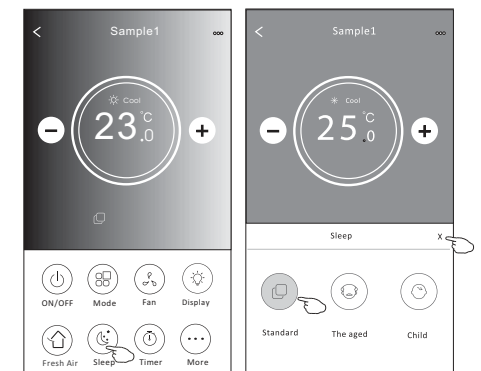 Sample1
Cool
23.0°C
ON/OFF Mode Fan Display
Fresh Air Sleep Timer More
Sample1
Cool
25.0°C
Sleep X
Standard The aged Child